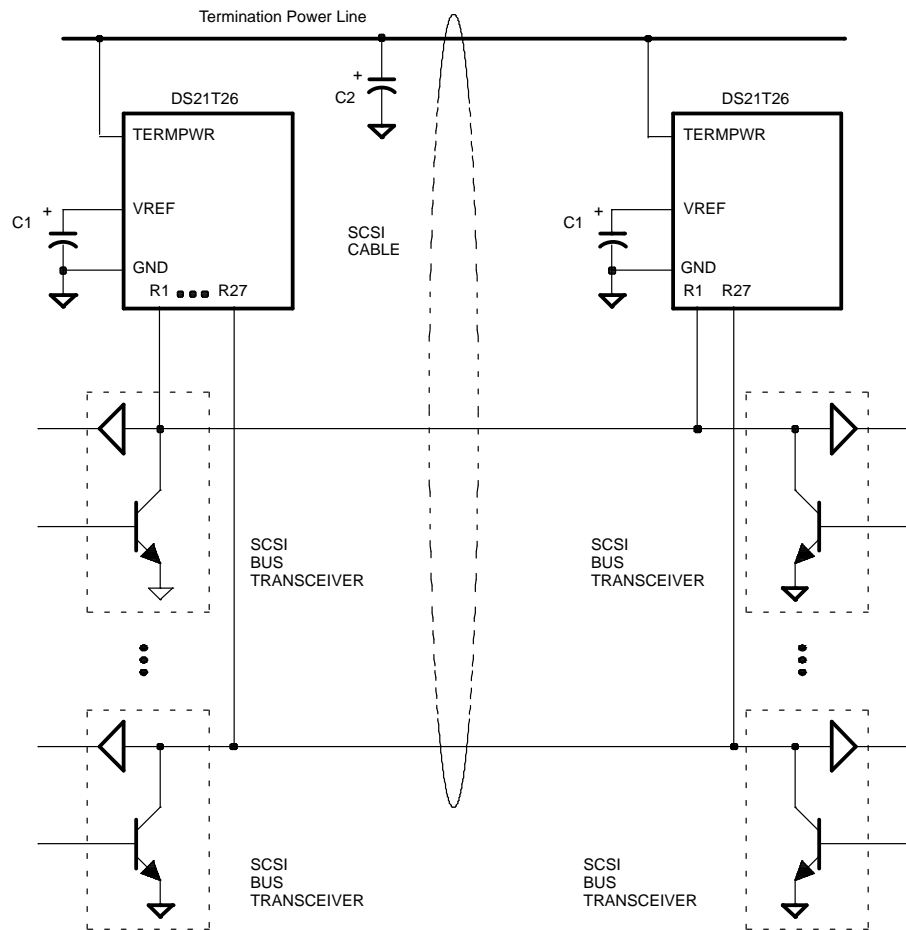 Termination Power Line
+
C2
DS21T26
DS21T26
TERMPWR
TERMPWR
+
C1
VREF
+
C1
VREF
SCSI
CABLE
GND
GND
R1 R27
R1 R27
SCSI
BUS
TRANSCEIVER
SCSI
BUS
TRANSCEIVER
SCSI
BUS
TRANSCEIVER
SCSI
BUS
TRANSCEIVER